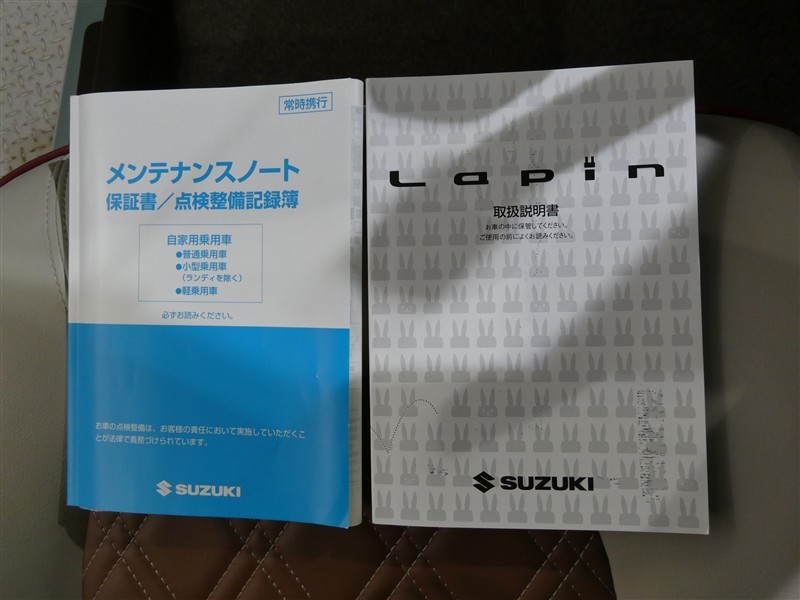 常時携行
メンテナンスノート
保証書／点検整備記録簿
自家用乗用車
●普通乗用車
●小型乗用車
(ランディを除く)
●軽乗用車
必ずお読みください。
お車の点検整備は、お客様の責任において実施していただくこ
とが法律で義務づけられています。
SUZUKI
Lapin
取扱説明書
お車の中に保管してください。
ご使用の前によくお読みください。
SUZUKI